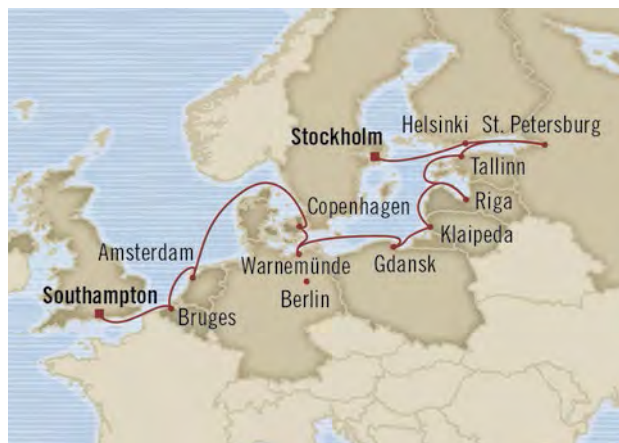 Helsinki
St. Petersburg
Stockholm
Tallinn
Riga
Copenhagen
Klaipeda
Amsterdam
Warnemünde
Gdansk
Southampton
Berlin
Bruges